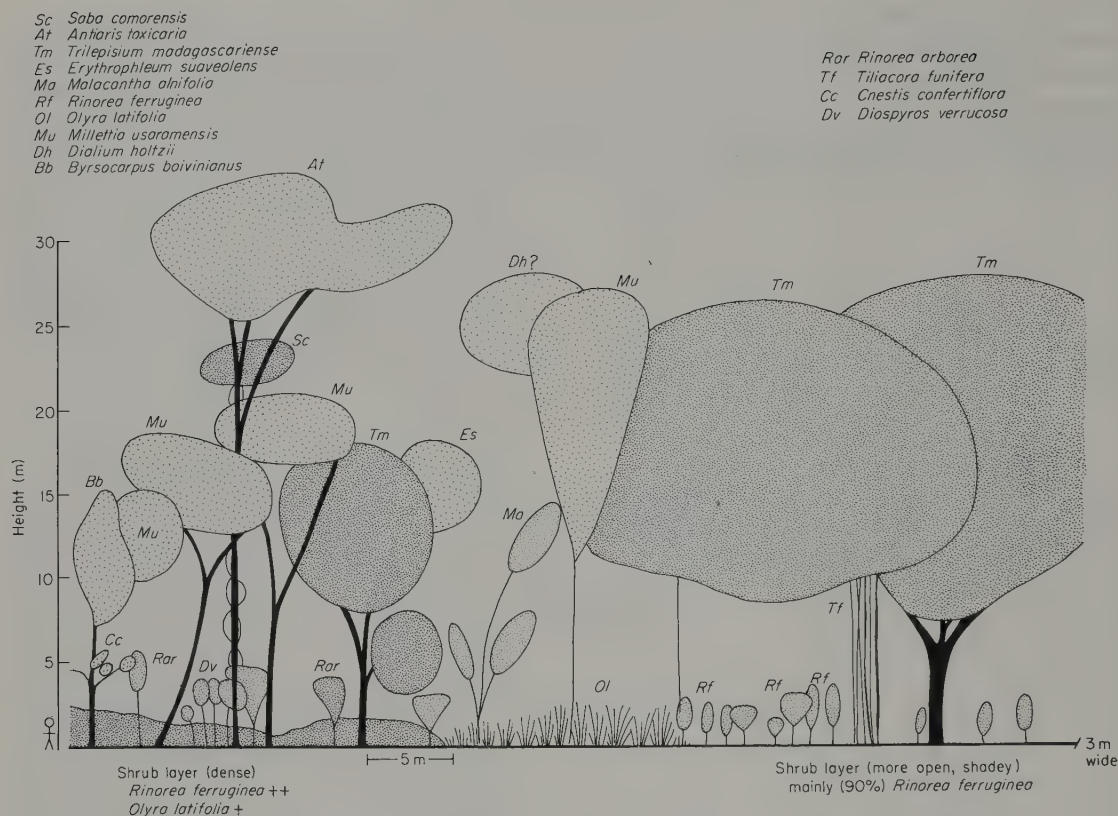 Sc Saba comorensis
At Antiaris toxicaria
Tm Trilepisium madagascariense
Es Erythrophleum suaveolens
Ma Malacantha alnifolia
Rf Rinorea ferruginea
Ol Olyra latifolia
Mu Millettia usaramensis
Dh Dialium holtzii
Bb Byrsocarpus boivinianus
Rar Rinorea arborea
Tf Tiliacora funifera
Cc Cnestis confertiflora
Dv Diospyros verrucosa
At
Dh?
Mu
Tm
Tm
Sc
Mu
Mu
Tm
Es
Bb
Mu
Ma
Cc
Rar
Dv
Rar
Ol
Rf
Rf
Rf
Tf
Height (m)
30
25
20
15
10
5
5 m
3 m
wide
Shrub layer (dense)
Rinorea ferruginea ++
Olyra latifolia +
Shrub layer (more open, shadey)
mainly (90%) Rinorea ferruginea